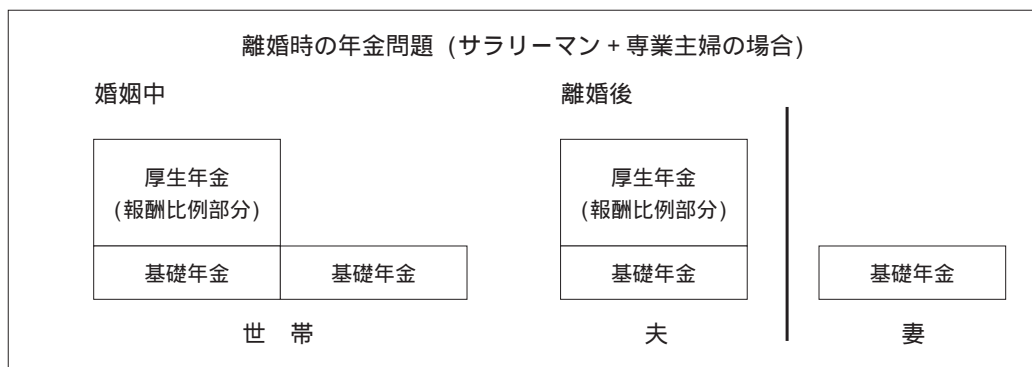 離婚時の年金問題 (サラリーマン + 専業主婦の場合)
婚姻中
離婚後
厚生年金
(報酬比例部分)
厚生年金
(報酬比例部分)
基礎年金
基礎年金
基礎年金
基礎年金
世 帯
夫
妻